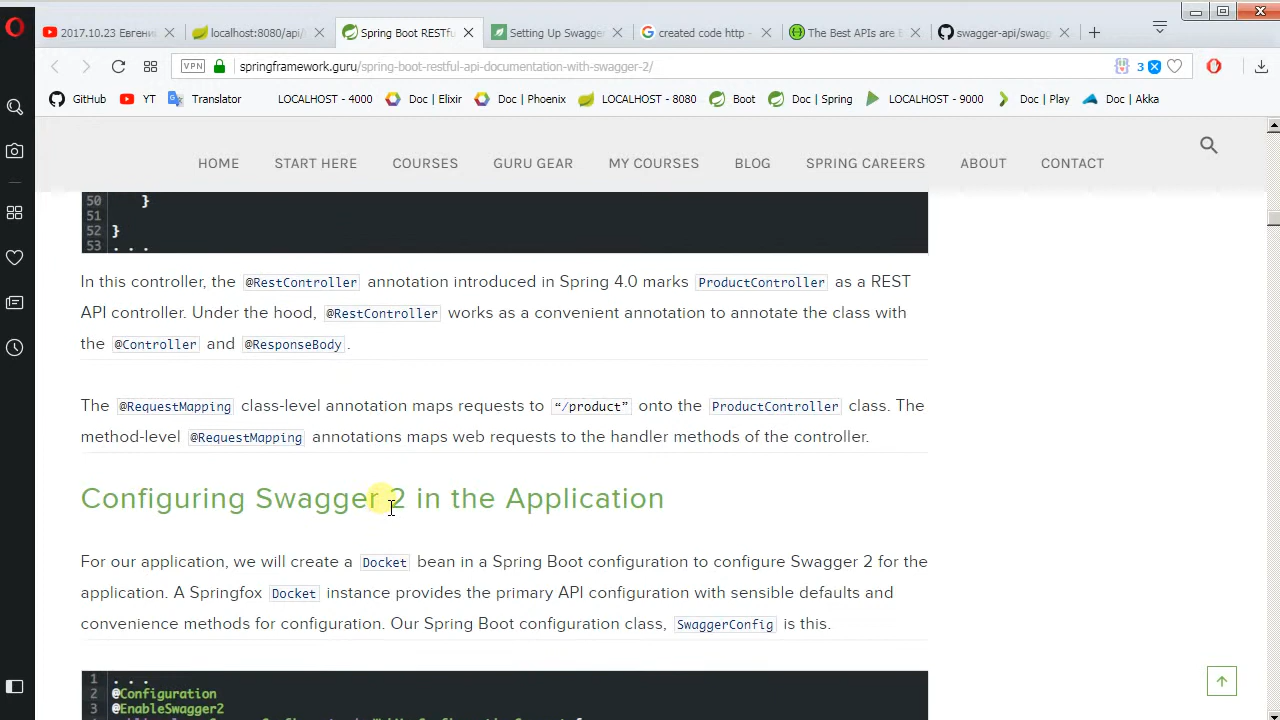 2017.10.23 Евгени
localhost:8080/api/
Spring Boot RESTfu
Setting Up Swagge
created code http -
The Best APIs are B
swagger-api/swagg
VPN
springframework.guru/spring-boot-restful-api-documentation-with-swagger-2/
3
GitHub
YT
Translator
LOCALHOST - 4000
Doc | Elixir
Doc | Phoenix
LOCALHOST - 8080
Boot
Doc | Spring
LOCALHOST - 9000
Doc | Play
Doc | Akka
HOME
START HERE
COURSES
GURU GEAR
MY COURSES
BLOG
SPRING CAREERS
ABOUT
CONTACT
50 }
51
52 }
53 . . .
In this controller, the @RestController annotation introduced in Spring 4.0 marks ProductController as a REST
API controller. Under the hood, @RestController works as a convenient annotation to annotate the class with
the @Controller and @ResponseBody.
The @RequestMapping class-level annotation maps requests to “/product” onto the ProductController class. The
method-level @RequestMapping annotations maps web requests to the handler methods of the controller.
Configuring Swagger 2 in the Application
For our application, we will create a Docket bean in a Spring Boot configuration to configure Swagger 2 for the
application. A Springfox Docket instance provides the primary API configuration with sensible defaults and
convenience methods for configuration. Our Spring Boot configuration class, SwaggerConfig is this.
1 . . .
2 @Configuration
3 @EnableSwagger2